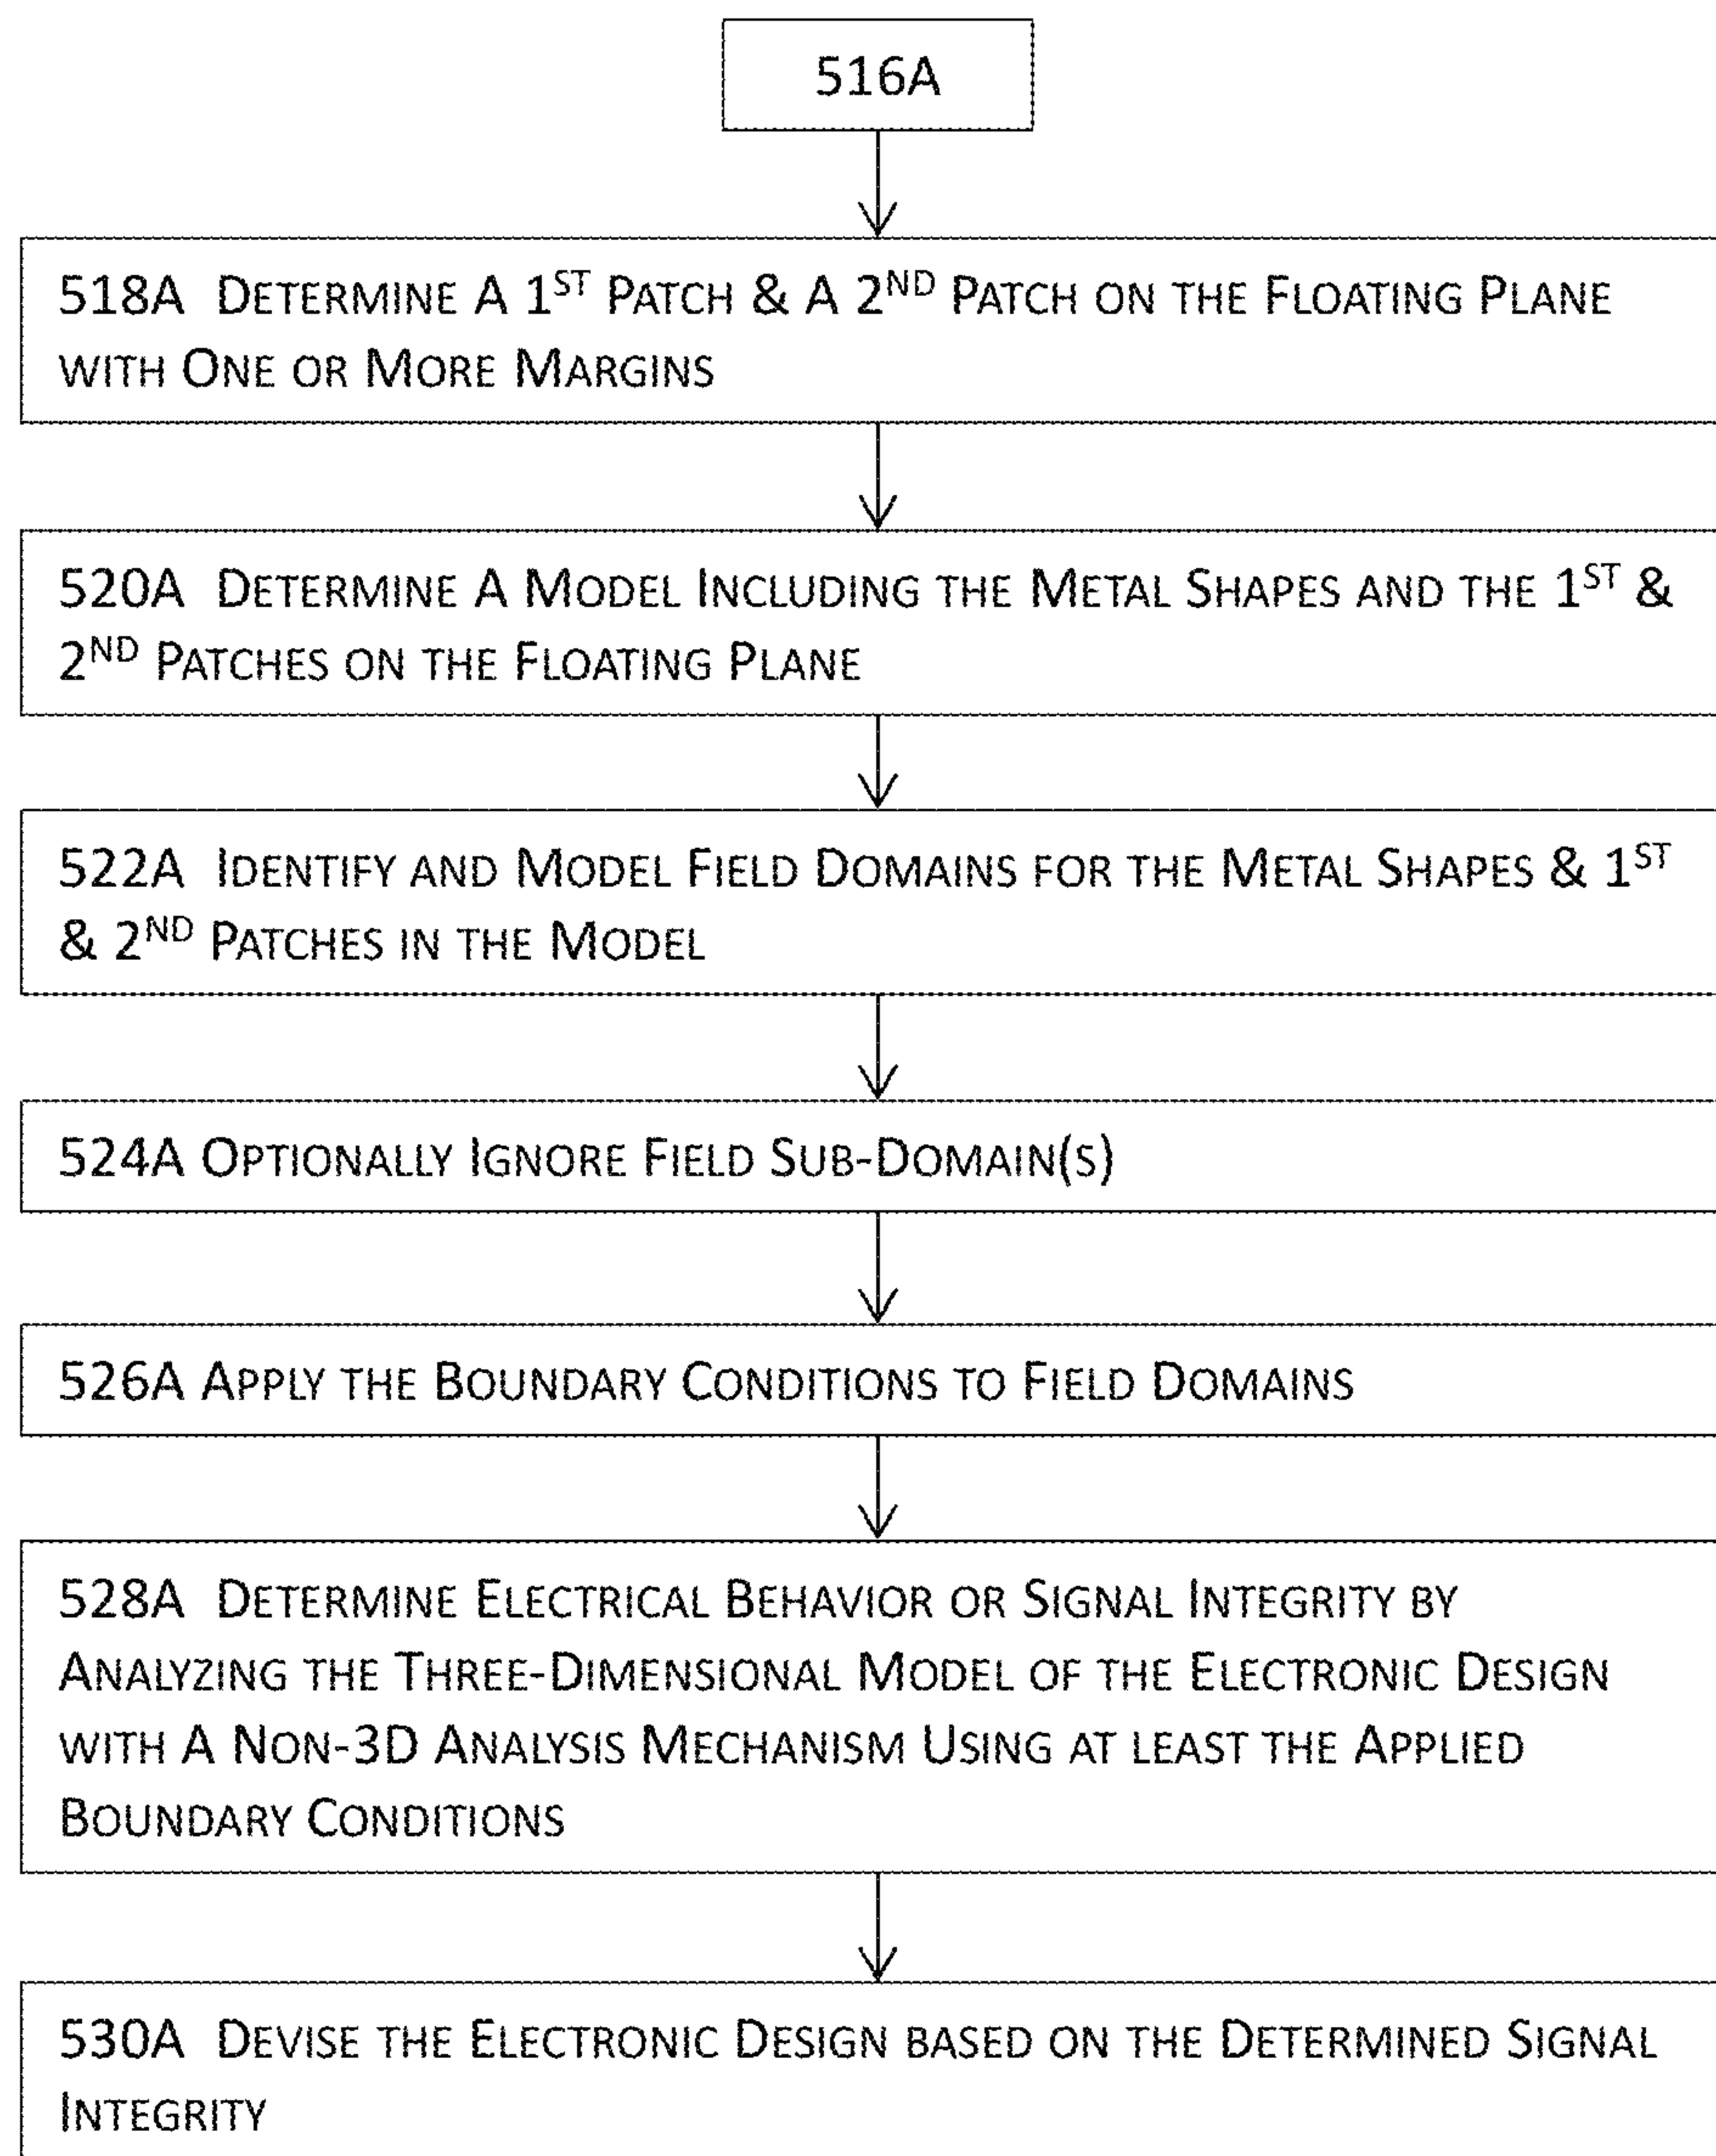 516A
518A DETERMINE A 1ST PATCH & A 2ND PATCH ON THE FLOATING PLANE
WITH ONE OR MORE MARGINS
520A DETERMINE A MODEL INCLUDING THE METAL SHAPES AND THE 1ST &
2ND PATCHES ON THE FLOATING PLANE
522A IDENTIFY AND MODEL FIELD DOMAINS FOR THE METAL SHAPES & 1ST
& 2ND PATCHES IN THE MODEL
524A OPTIONALLY IGNORE FIELD SUB-DOMAIN(S)
526A APPLY THE BOUNDARY CONDITIONS TO FIELD DOMAINS
528A DETERMINE ELECTRICAL BEHAVIOR OR SIGNAL INTEGRITY BY
ANALYZING THE THREE-DIMENSIONAL MODEL OF THE ELECTRONIC DESIGN
WITH A NON-3D ANALYSIS MECHANISM USING AT LEAST THE APPLIED
BOUNDARY CONDITIONS
530A DEVISE THE ELECTRONIC DESIGN BASED ON THE DETERMINED SIGNAL
INTEGRITY